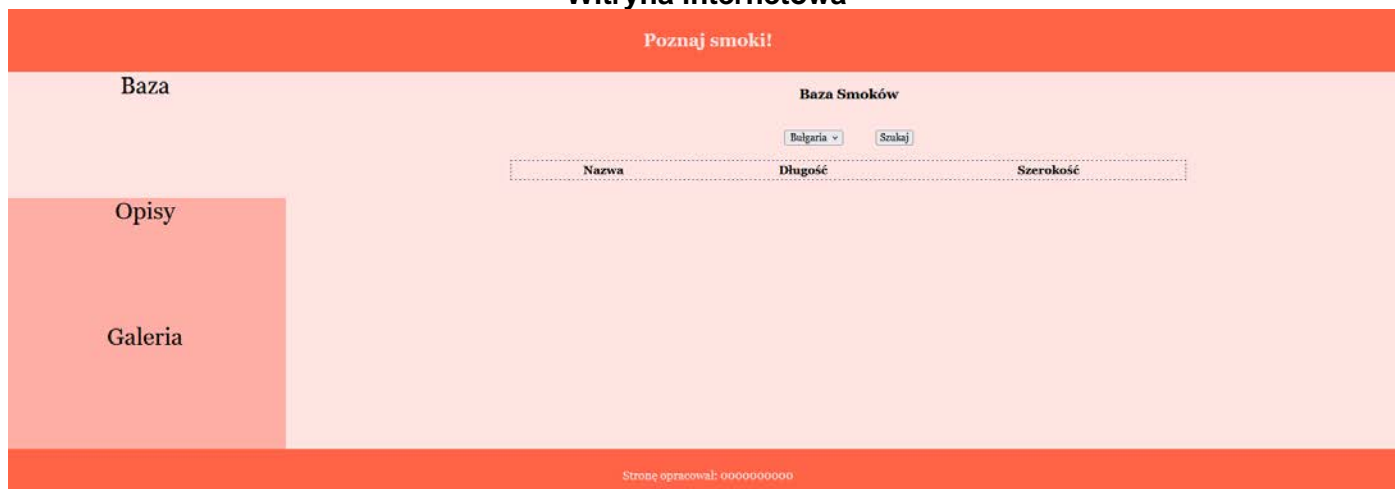 Witryna internetowa
Poznaj smoki!
Baza
Opisy
Galeria
Baza Smoków
Bułgaria Szukaj
Nazwa Długość Szerokość
Stronę opracował: 0000000000